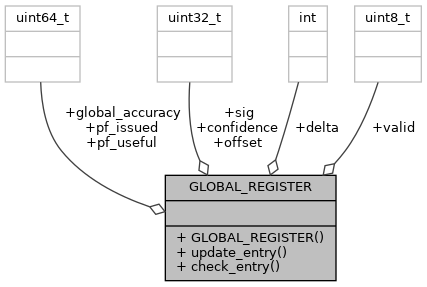 uint64_t
uint32_t
int
uint8_t
+global_accuracy
+pf_issued
+pf_useful
+sig
+confidence
+offset
+delta
+valid
GLOBAL_REGISTER
+ GLOBAL_REGISTER()
+ update_entry()
+ check_entry()